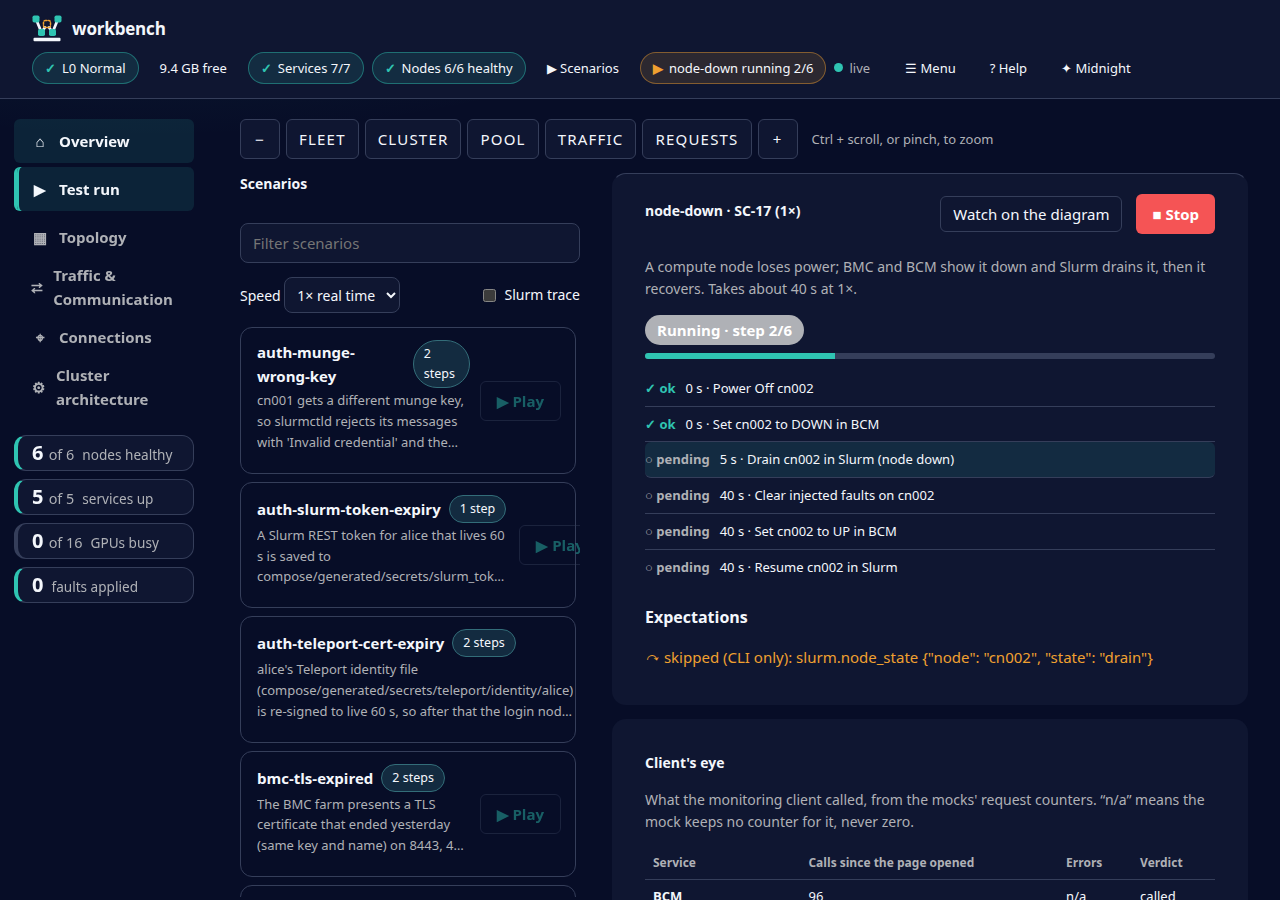 workbench
✓ L0 Normal 9.4 GB free ✓ Services 7/7 ✓ Nodes 6/6 healthy ▶ Scenarios ▶ node-down running 2/6 live ☰ Menu ? Help ✦ Midnight
Overview
Test run
Topology
Traffic &
Communication
Connections
Cluster
architecture
6 of 6 nodes healthy
5 of 5 services up
0 of 16 GPUs busy
0 faults applied
− FLEET CLUSTER POOL TRAFFIC REQUESTS + Ctrl + scroll, or pinch, to zoom
Scenarios
Filter scenarios
Speed 1× real time Slurm trace
auth-munge-
wrong-key
2
steps
cn001 gets a different munge key,
so slurmctld rejects its messages
with 'Invalid credential' and the...
▶ Play
auth-slurm-token-expiry 1 step
A Slurm REST token for alice that lives 60
s is saved to
compose/generated/secrets/slurm_tok...
▶ Play
auth-teleport-cert-expiry 2 steps
alice's Teleport identity file
(compose/generated/secrets/teleport/identity/alice)
is re-signed to live 60 s, so after that the login nod...
bmc-tls-expired 2 steps
The BMC farm presents a TLS
certificate that ended yesterday
(same key and name) on 8443, 4...
▶ Play
node-down · SC-17 (1×) Watch on the diagram ■ Stop
A compute node loses power; BMC and BCM show it down and Slurm drains it, then it
recovers. Takes about 40 s at 1×.
Running · step 2/6
✓ ok 0 s · Power Off cn002
✓ ok 0 s · Set cn002 to DOWN in BCM
○ pending 5 s · Drain cn002 in Slurm (node down)
○ pending 40 s · Clear injected faults on cn002
○ pending 40 s · Set cn002 to UP in BCM
○ pending 40 s · Resume cn002 in Slurm
Expectations
↷ skipped (CLI only): slurm.node_state {"node": "cn002", "state": "drain"}
Client's eye
What the monitoring client called, from the mocks' request counters. “n/a” means the
mock keeps no counter for it, never zero.
Service Calls since the page opened Errors Verdict
BCM 96 n/a called